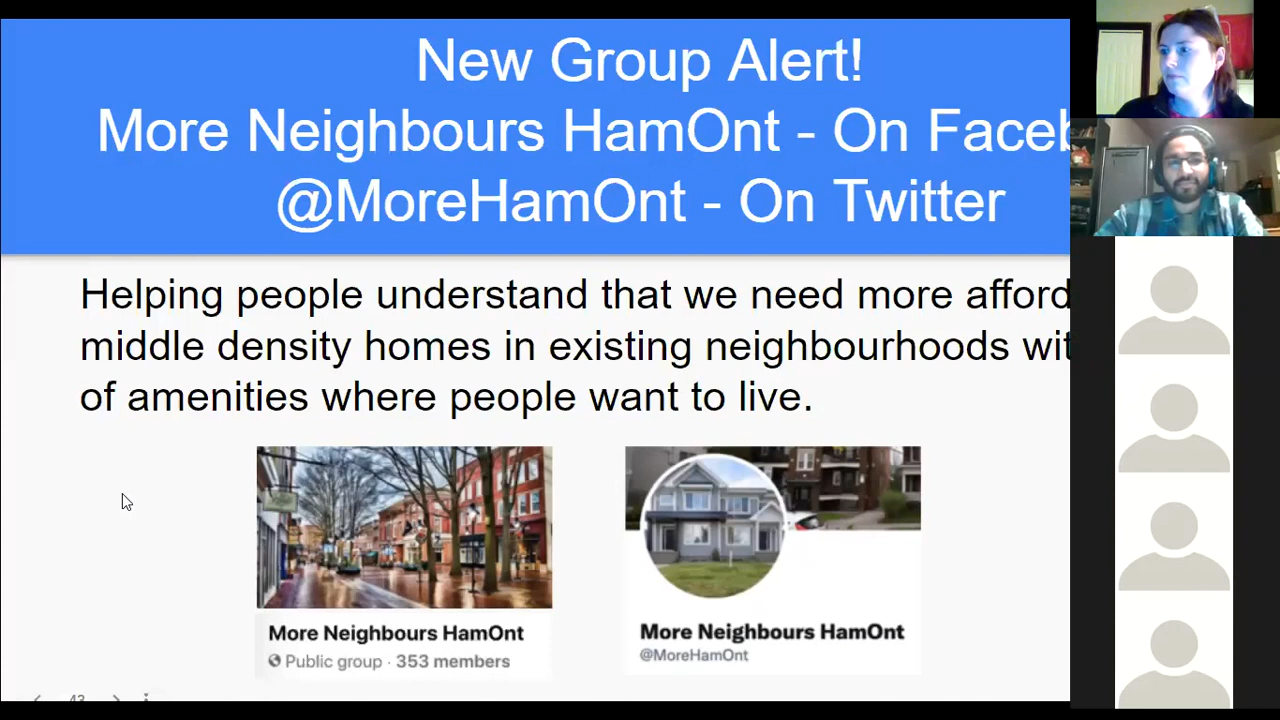 New Group Alert!
More Neighbours HamOnt - On Faceb
@MoreHamOnt - On Twitter
Helping people understand that we need more afford
middle density homes in existing neighbourhoods wit
of amenities where people want to live.
More Neighbours HamOnt
Public group · 353 members
More Neighbours HamOnt
@MoreHamOnt
43